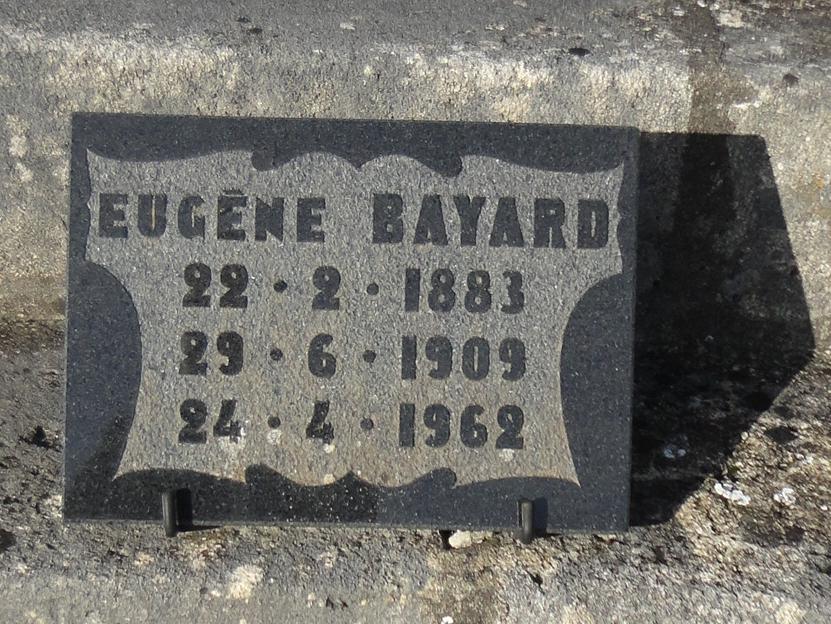 EUGÈNE BAYARD
22 · 2 · 1883
29 · 6 · 1909
24 · 4 · 1962